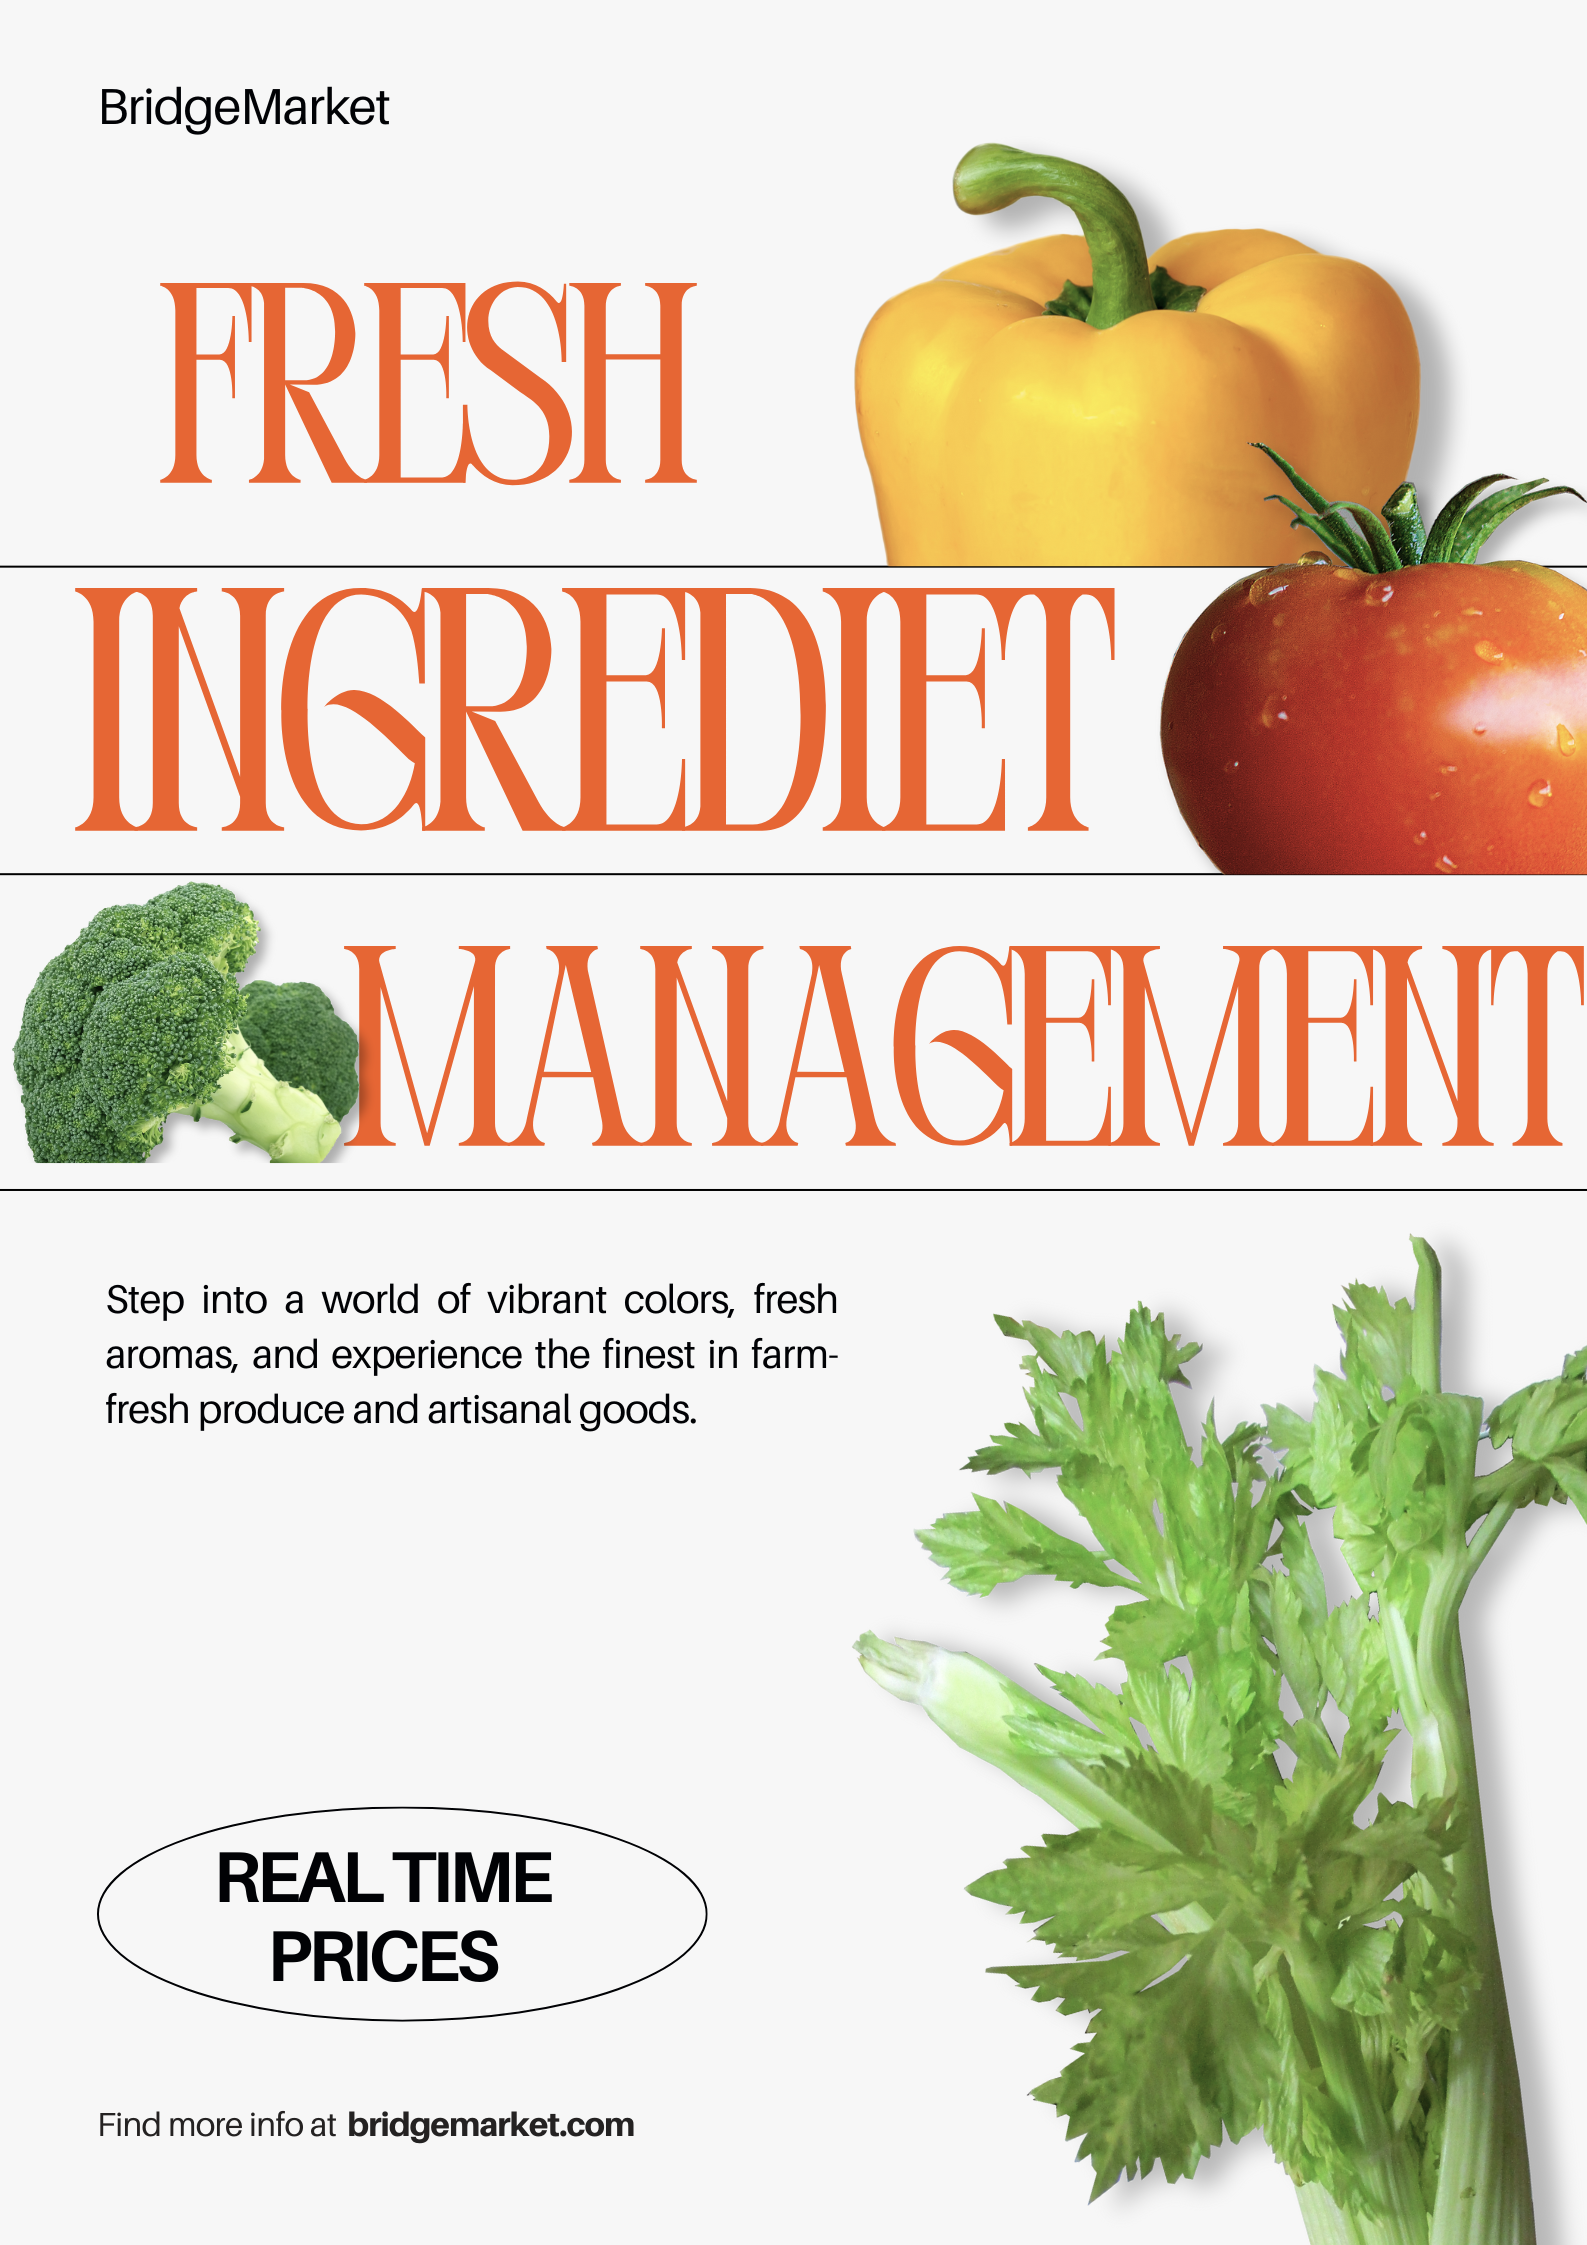 BridgeMarket
FRESH
INGREDIET
MANAGEMENT
Step into a world of vibrant colors, fresh
aromas, and experience the finest in farm-
fresh produce and artisanal goods.
REAL TIME
PRICES
Find more info at bridgemarket.com